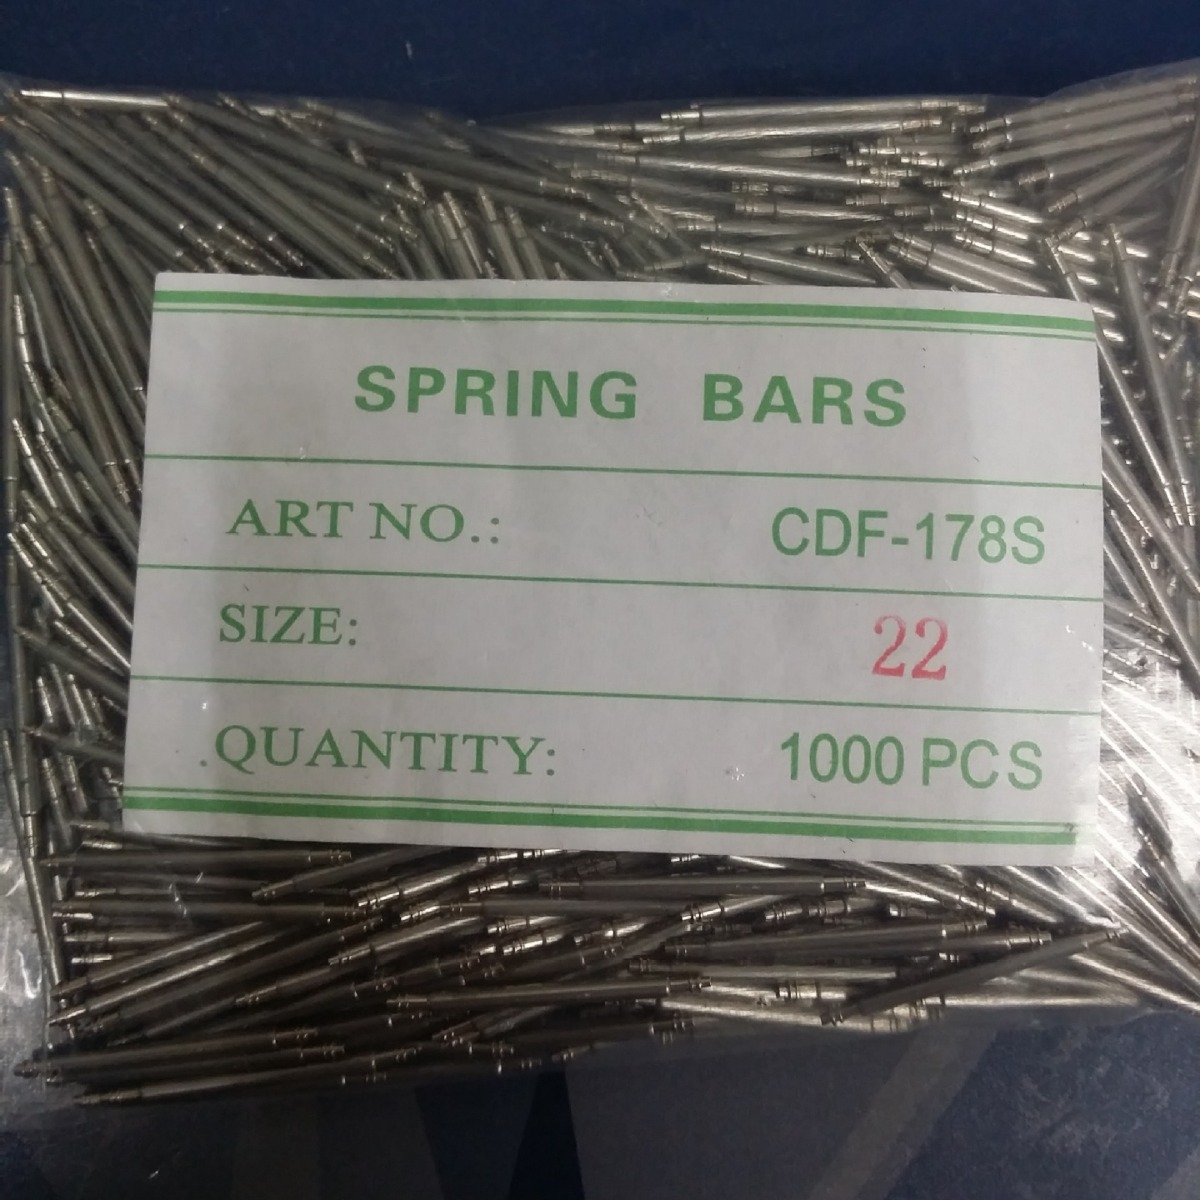 SPRING BARS
ART NO.: CDF-178S
SIZE: 22
QUANTITY: 1000 PCS